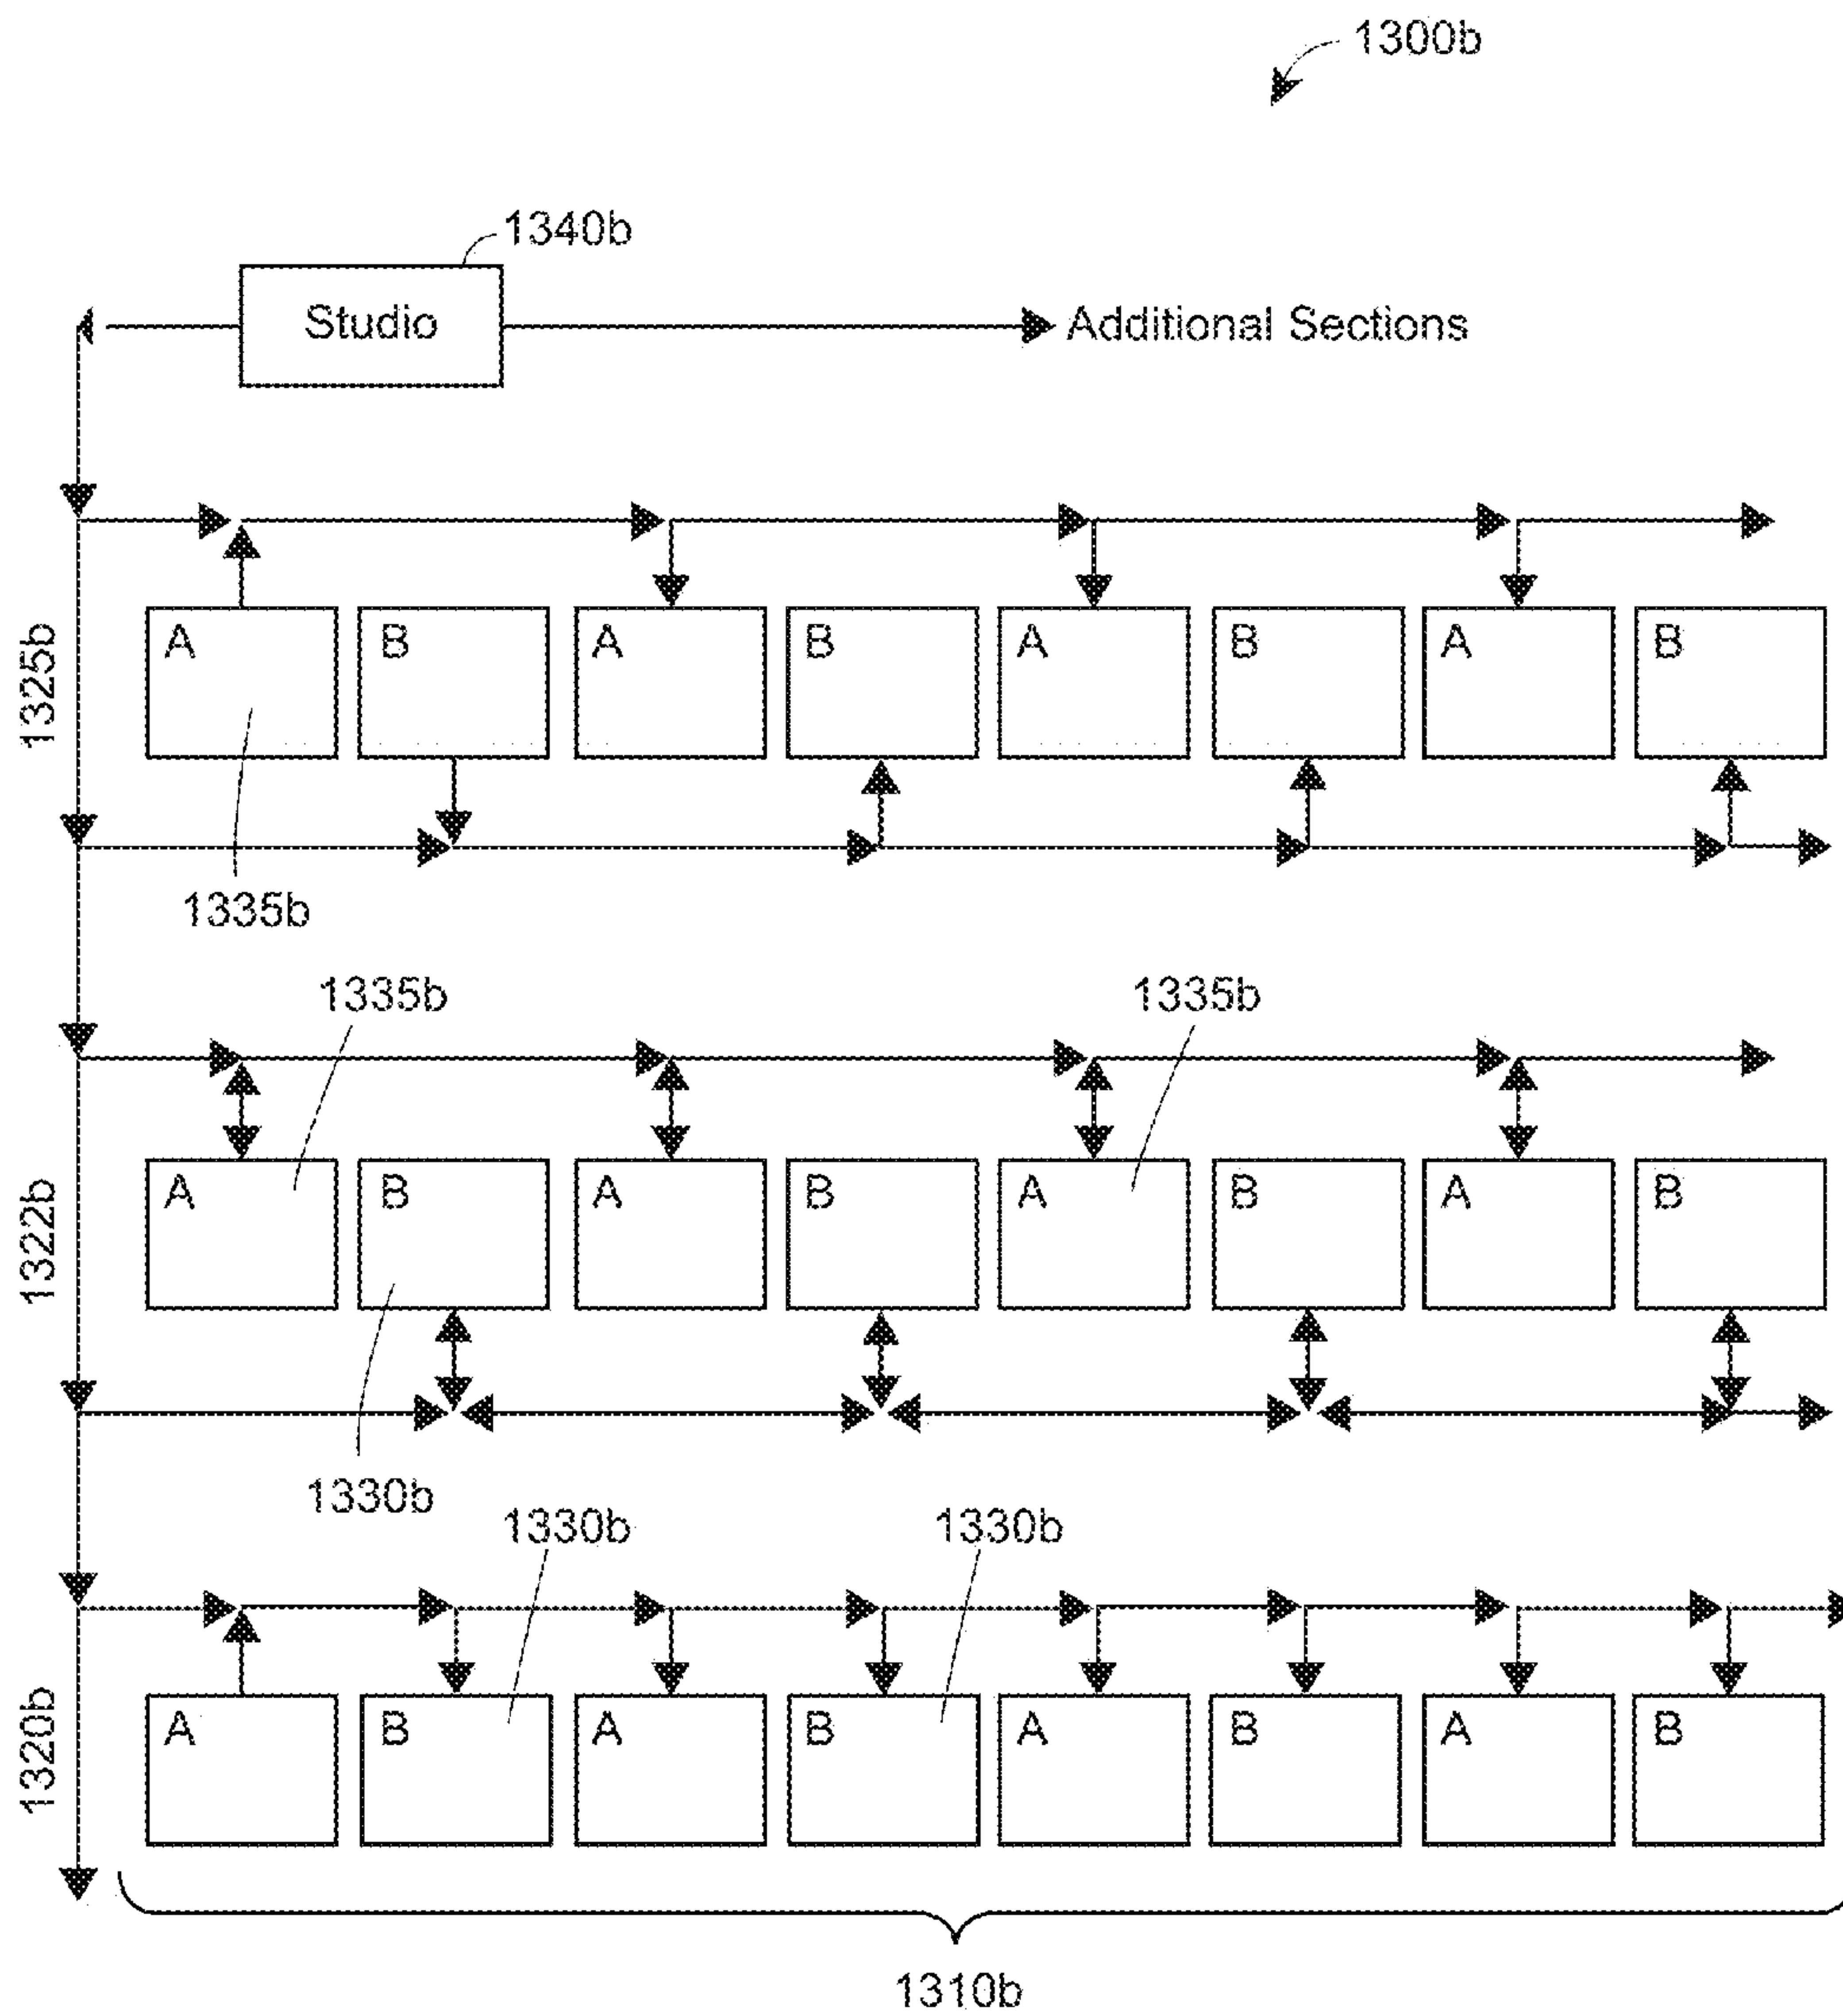 1300b
1340b
Studio
Additional Sections
1325b
A B A B A B A B
1335b
1335b 1335b
1322b
A B A B A B A B
1330b
1330b 1330b
1320b
A B A B A B A B
1310b